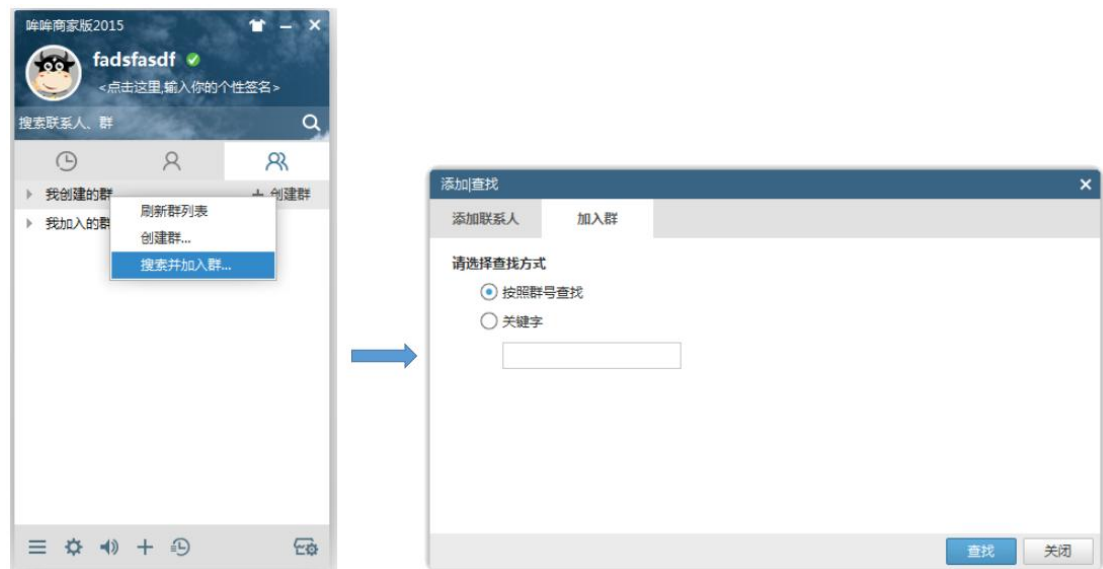 哞哞商家版2015
fadsfasdf
<点击这里,输入你的个性签名>
搜索联系人、群
我创建的群
创建群
我加入的群
刷新群列表
创建群...
搜索并加入群...
添加|查找
添加联系人 加入群
请选择查找方式
按照群号查找
关键字
查找 关闭